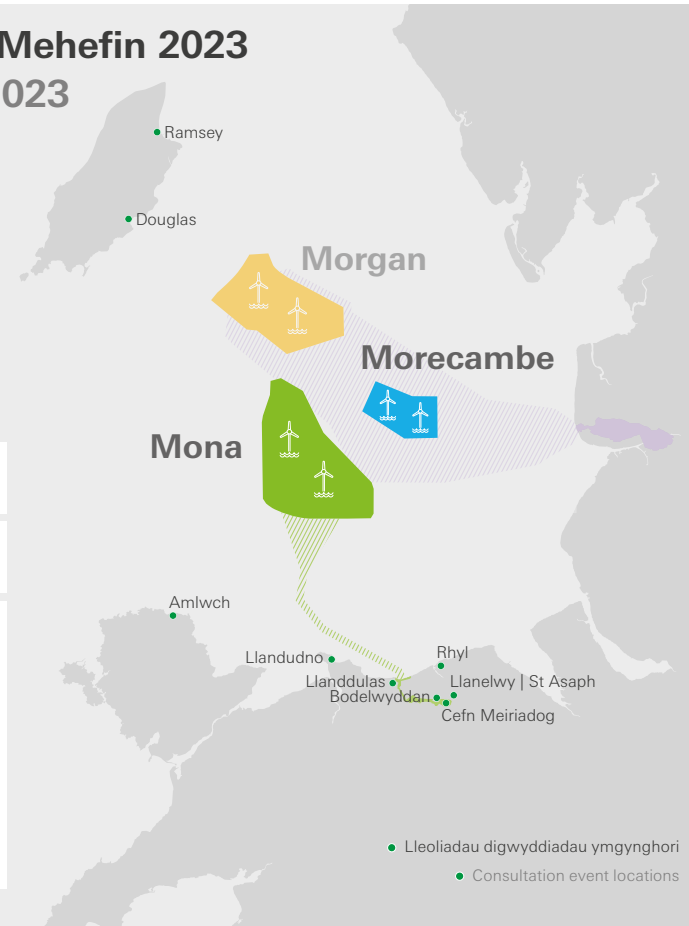 Mehefin 2023
023
Ramsey
Douglas
Morgan
Morecambe
Mona
Amlwch
Llandudno
Rhyl
Llanddulas
Llanelwy | St Asaph
Bodelwyddan
Cefn Meiriadog
Lleoliadau digwyddiadau ymgynghori
Consultation event locations